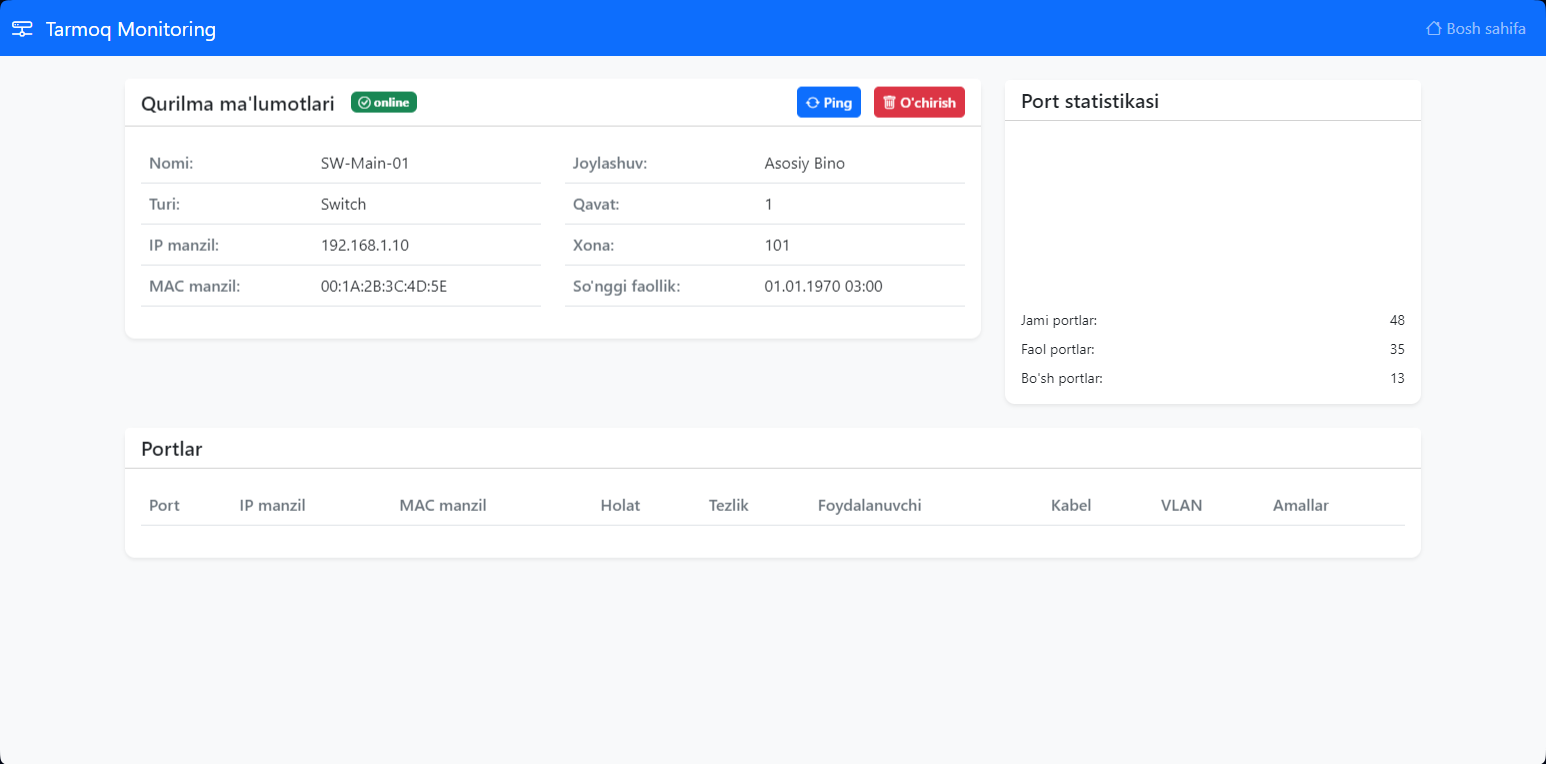 Tarmoq Monitoring
Bosh sahifa
Qurilma ma'lumotlari
online
Ping
O'chirish
Nomi: SW-Main-01
Turi: Switch
IP manzil: 192.168.1.10
MAC manzil: 00:1A:2B:3C:4D:5E
Joylashuv: Asosiy Bino
Qavat: 1
Xona: 101
So'nggi faollik: 01.01.1970 03:00
Port statistikasi
Jami portlar: 48
Faol portlar: 35
Bo'sh portlar: 13
Portlar
Port IP manzil MAC manzil Holat Tezlik Foydalanuvchi Kabel VLAN Amallar